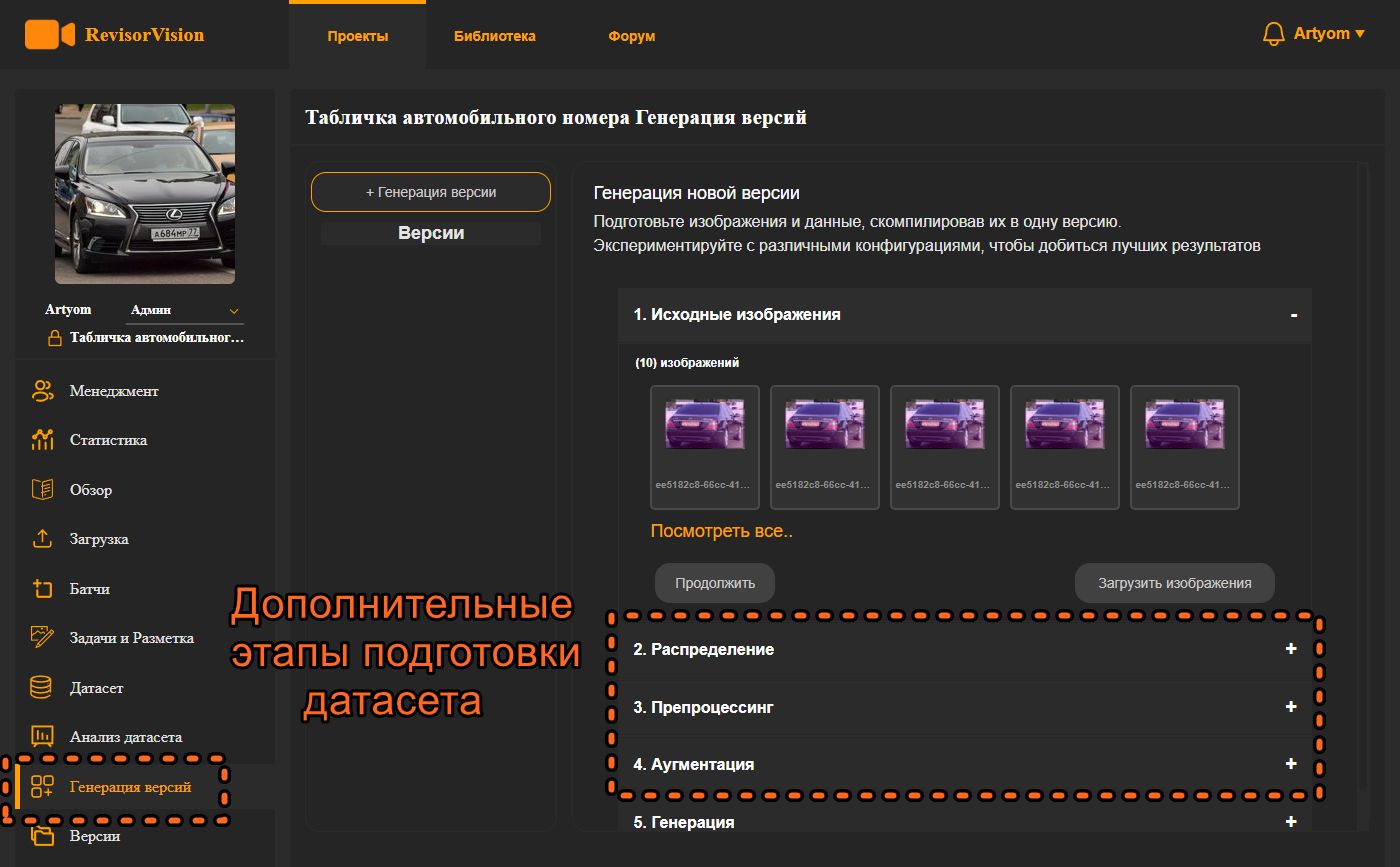 RevisorVision
Проекты
Библиотека
Форум
Artyom
А684МР 77
Artyom
Админ
Табличка автомобильног...
Менеджмент
Статистика
Обзор
Загрузка
Батчи
Задачи и Разметка
Датасет
Анализ датасета
Генерация версий
Версии
Табличка автомобильного номера Генерация версий
+ Генерация версии
Версии
Генерация новой версии
Подготовьте изображения и данные, скомпилировав их в одну версию.
Экспериментируйте с различными конфигурациями, чтобы добиться лучших результатов
1. Исходные изображения -
(10) изображений
ee5182c8-66cc-41...
ee5182c8-66cc-41...
ee5182c8-66cc-41...
ee5182c8-66cc-41...
ee5182c8-66cc-41...
Посмотреть все..
Продолжить
Загрузить изображения
Дополнительные
этапы подготовки
датасета
2. Распределение +
3. Препроцессинг +
4. Аугментация +
5. Генерация +